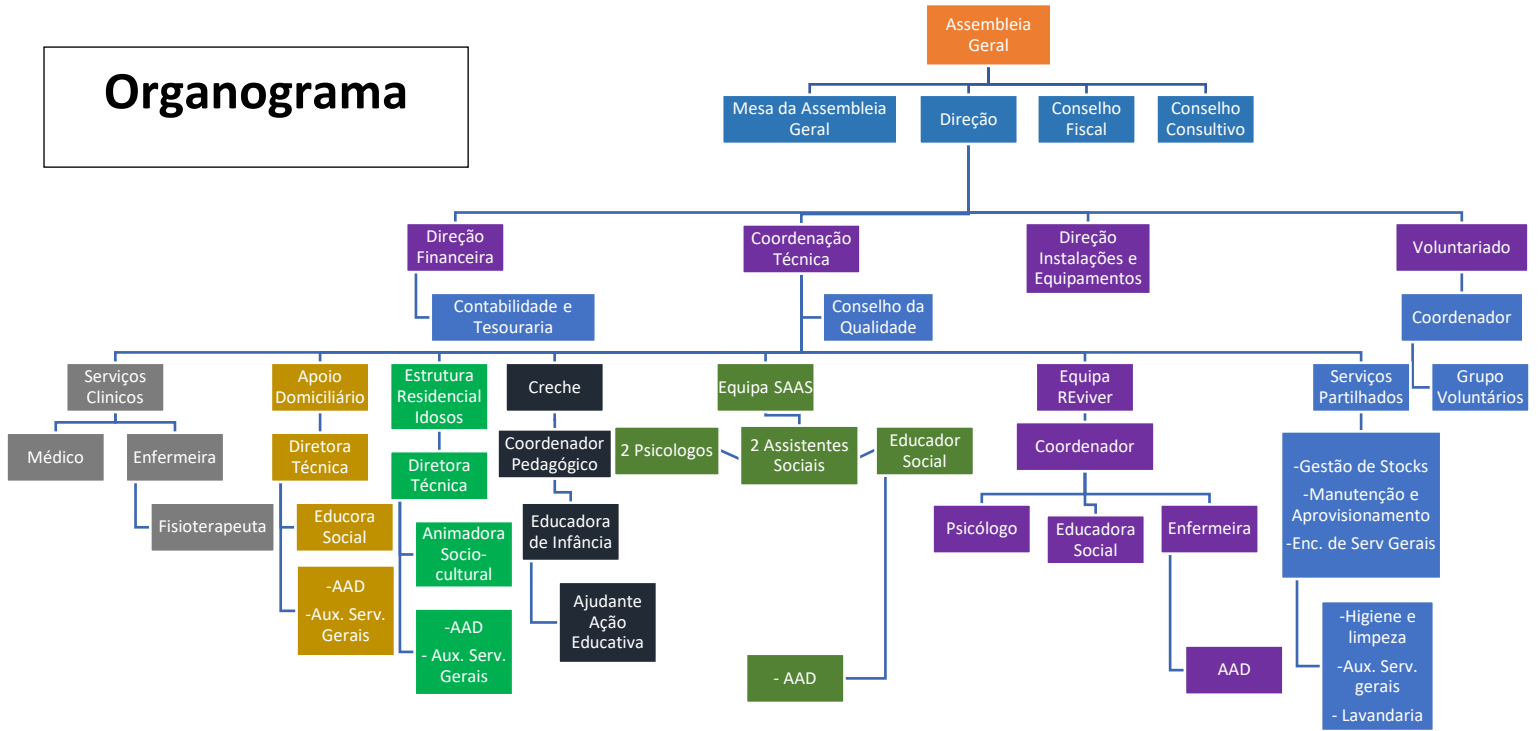 Organograma
Assembleia
Geral
Mesa da Assembleia
Geral
Direção
Conselho
Fiscal
Conselho
Consultivo
Direção
Financeira
Coordenação
Técnica
Direção
Instalações e
Equipamentos
Voluntariado
Contabilidade e
Tesouraria
Conselho da
Qualidade
Coordenador
Grupo
Voluntários
Serviços
Clinicos
Apoio
Domiciliário
Estrutura
Residencial
Idosos
Creche
Equipa SAAS
Equipa
REviver
Serviços
Partilhados
Médico
Enfermeira
Fisioterapeuta
Diretora
Técnica
Educora
Social
-AAD
-Aux. Serv.
Gerais
Diretora
Técnica
Animadora
Socio-
cultural
-AAD
- Aux. Serv.
Gerais
Coordenador
Pedagógico
Educadora
de Infância
Ajudante
Ação
Educativa
2 Psicologos
2 Assistentes
Sociais
Educador
Social
- AAD
Coordenador
Psicólogo
Educadora
Social
Enfermeira
AAD
-Gestão de Stocks
-Manutenção e
Aprovisionamento
-Enc. de Serv Gerais
-Higiene e
limpeza
-Aux. Serv.
gerais
- Lavandaria